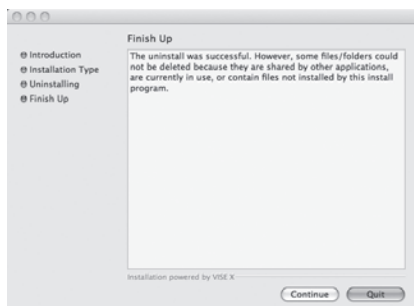 Finish Up
Introduction
Installation Type
Uninstalling
Finish Up
The uninstall was successful. However, some files/folders could
not be deleted because they are shared by other applications,
are currently in use, or contain files not installed by this install
program.
Installation powered by VISE X
Continue
Quit